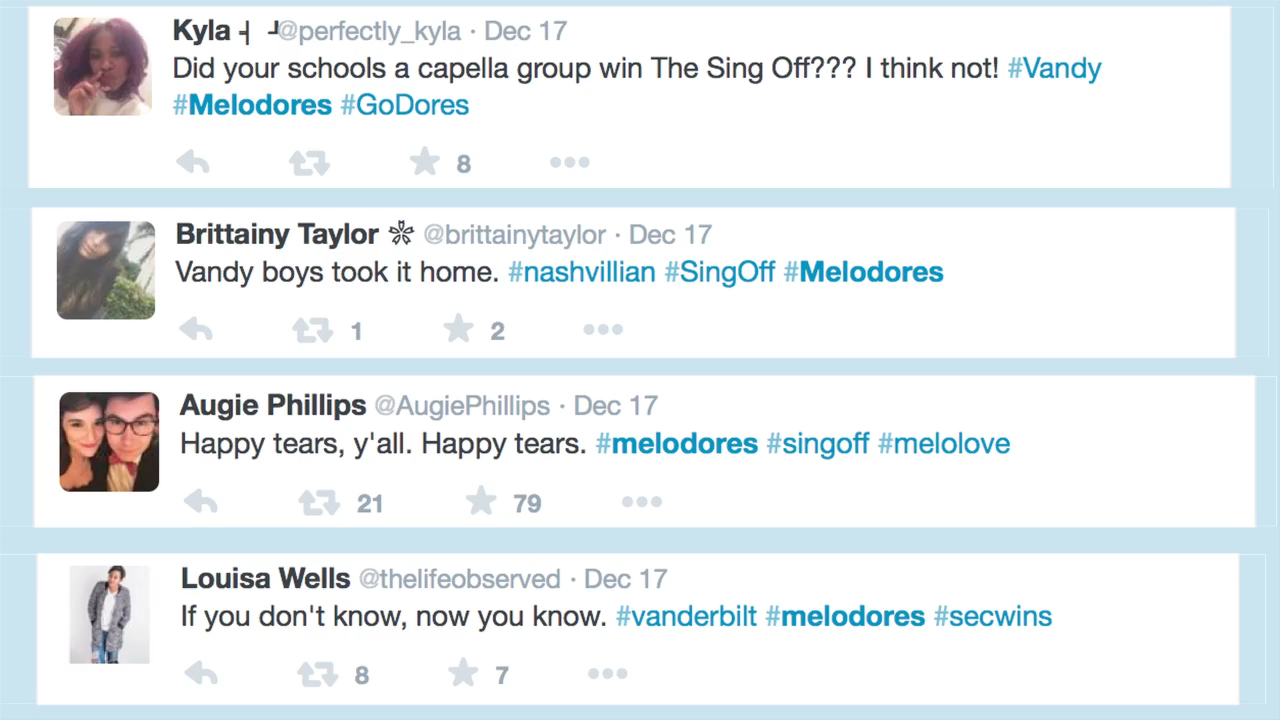 Kyla ┥ ┙@perfectly_kyla · Dec 17
Did your schools a capella group win The Sing Off??? I think not! #Vandy
#Melodores #GoDores
8
Brittainy Taylor @brittainytaylor · Dec 17
Vandy boys took it home. #nashvillian #SingOff #Melodores
1 2
Augie Phillips @AugiePhillips · Dec 17
Happy tears, y'all. Happy tears. #melodores #singoff #melolove
21 79
Louisa Wells @thelifeobserved · Dec 17
If you don't know, now you know. #vanderbilt #melodores #secwins
8 7